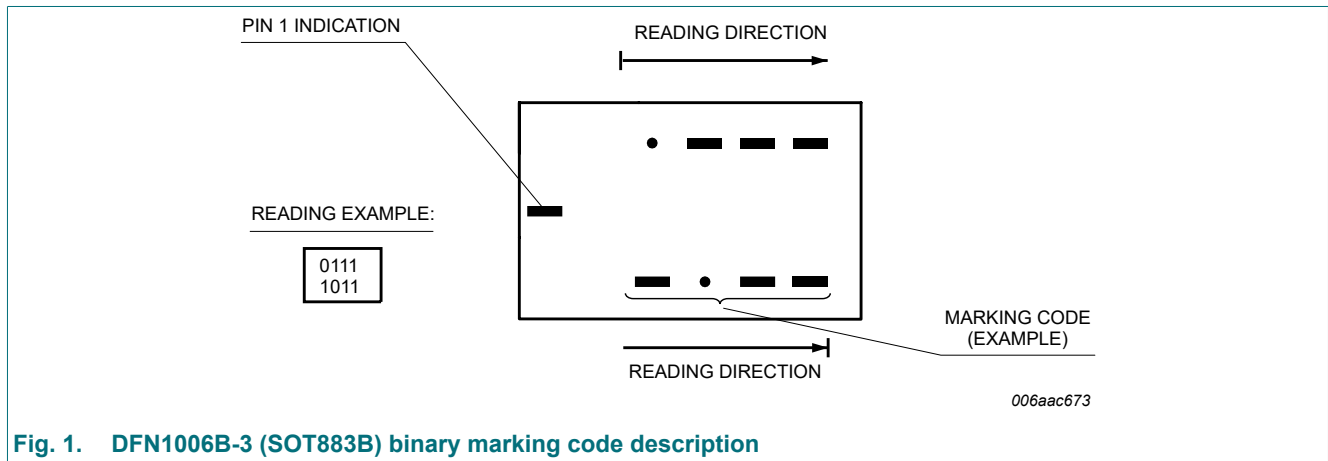 PIN 1 INDICATION
READING DIRECTION
READING EXAMPLE:
0111
1011
MARKING CODE
(EXAMPLE)
READING DIRECTION
006aac673
Fig. 1. DFN1006B-3 (SOT883B) binary marking code description